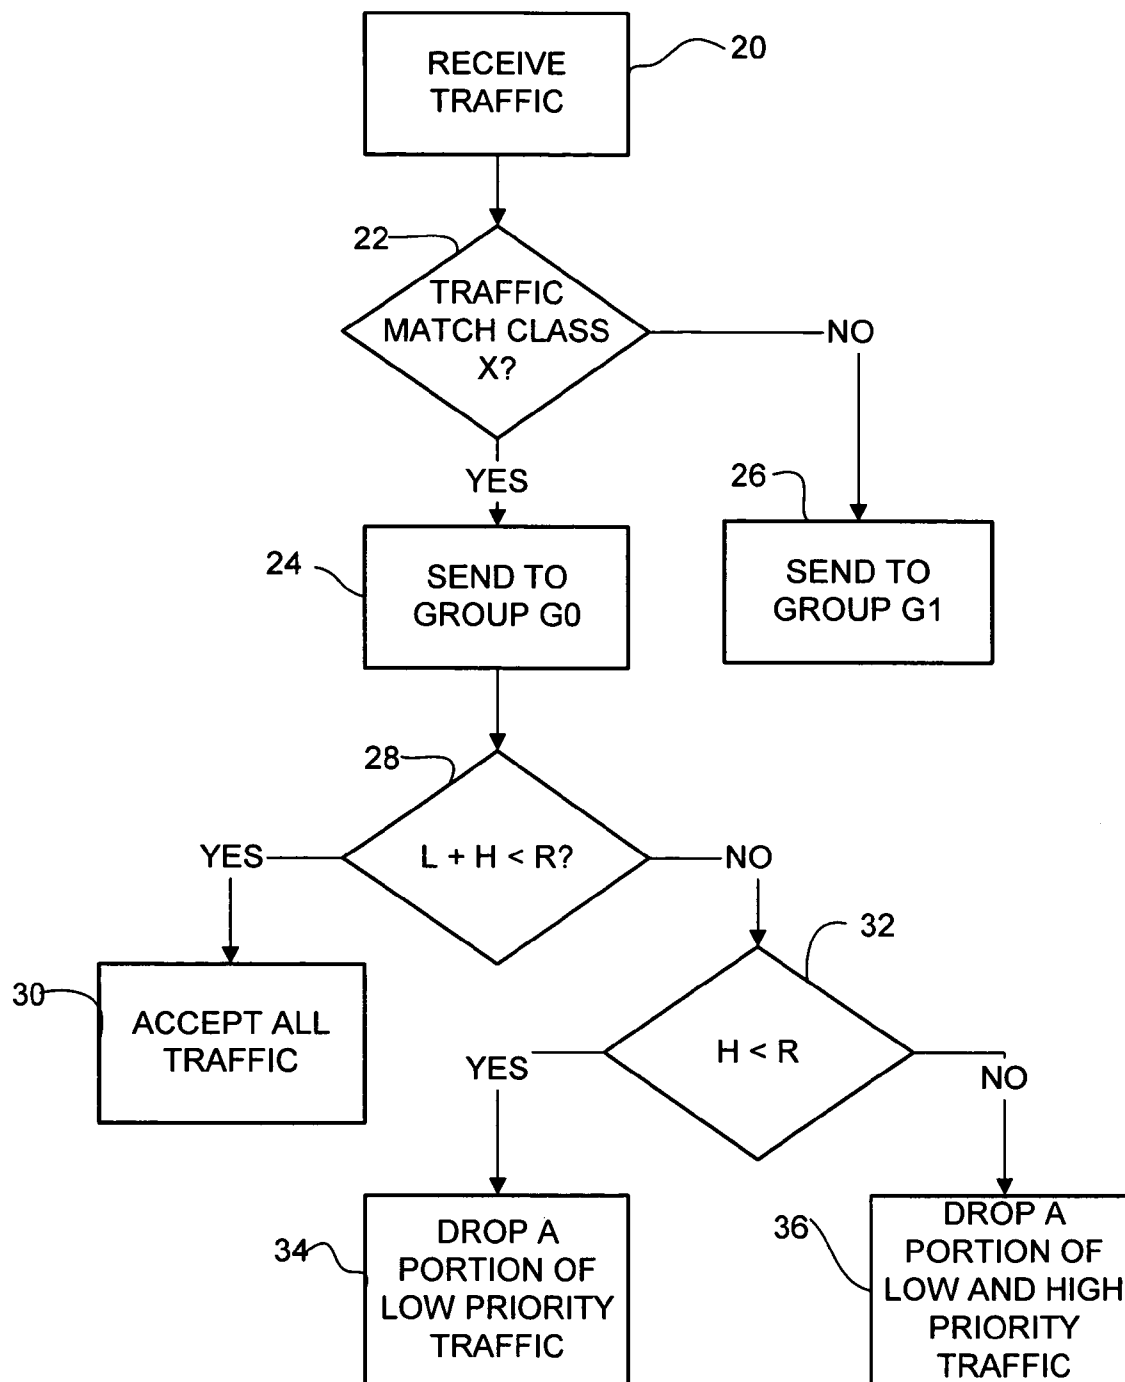 RECEIVE
TRAFFIC
20
22
TRAFFIC
MATCH CLASS
X?
NO
YES
26
24
SEND TO
GROUP G0
SEND TO
GROUP G1
28
L + H < R?
YES
NO
32
30
ACCEPT ALL
TRAFFIC
H < R
YES
NO
34
DROP A
PORTION OF
LOW PRIORITY
TRAFFIC
36
DROP A
PORTION OF
LOW AND HIGH
PRIORITY
TRAFFIC